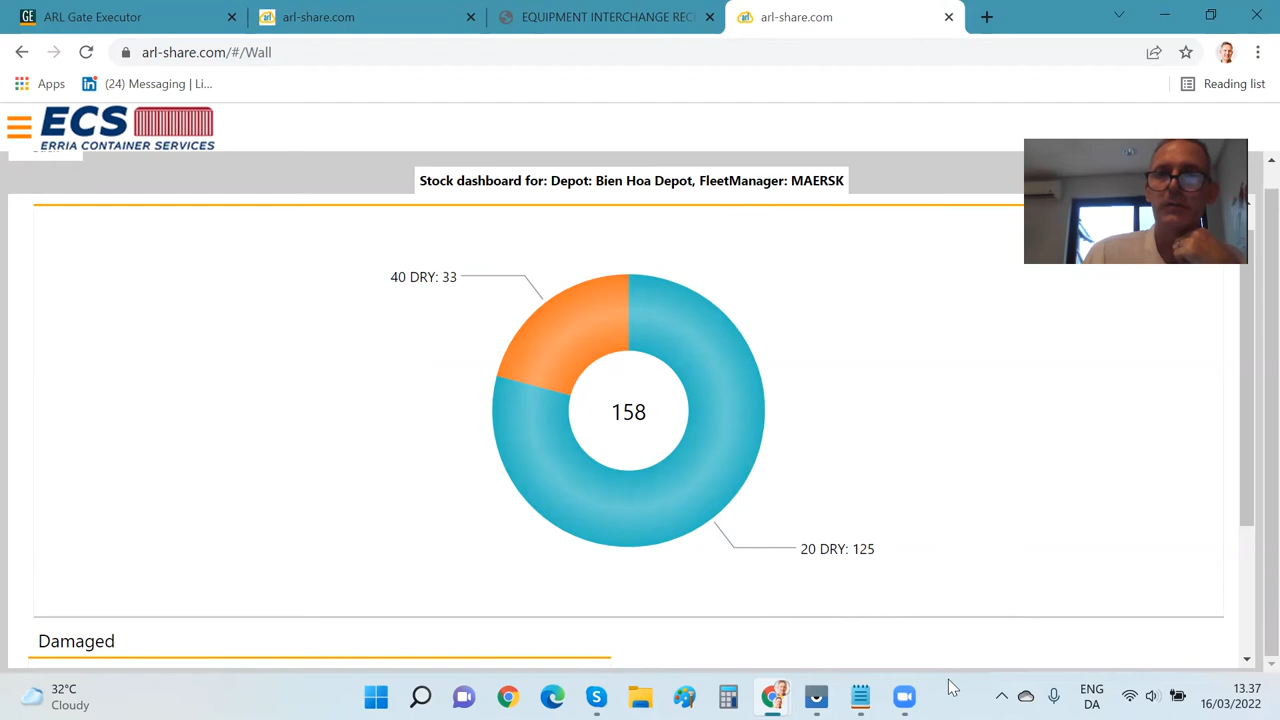 ARL Gate Executor
arl-share.com
EQUIPMENT INTERCHANGE REC
arl-share.com
arl-share.com/#/Wall
Apps
(24) Messaging | Li...
Reading list
ECS
ERRIA CONTAINER SERVICES
Stock dashboard for: Depot: Bien Hoa Depot, FleetManager: MAERSK
40 DRY: 33
158
20 DRY: 125
Damaged
32°C
Cloudy
ENG
DA
13.37
16/03/2022